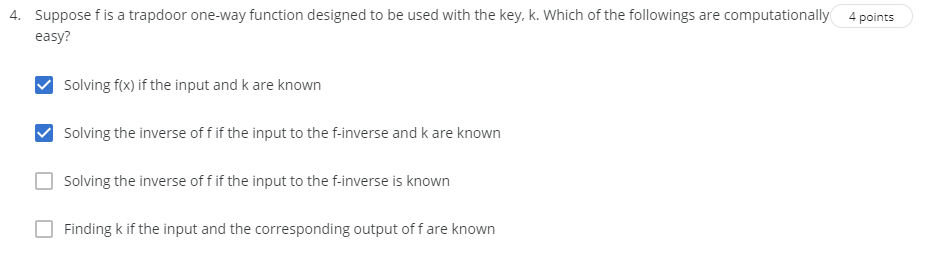 4. Suppose f is a trapdoor one-way function designed to be used with the key, k. Which of the followings are computationally 4 points
easy?
Solving f(x) if the input and k are known
Solving the inverse of f if the input to the f-inverse and k are known
Solving the inverse of f if the input to the f-inverse is known
Finding k if the input and the corresponding output of f are known